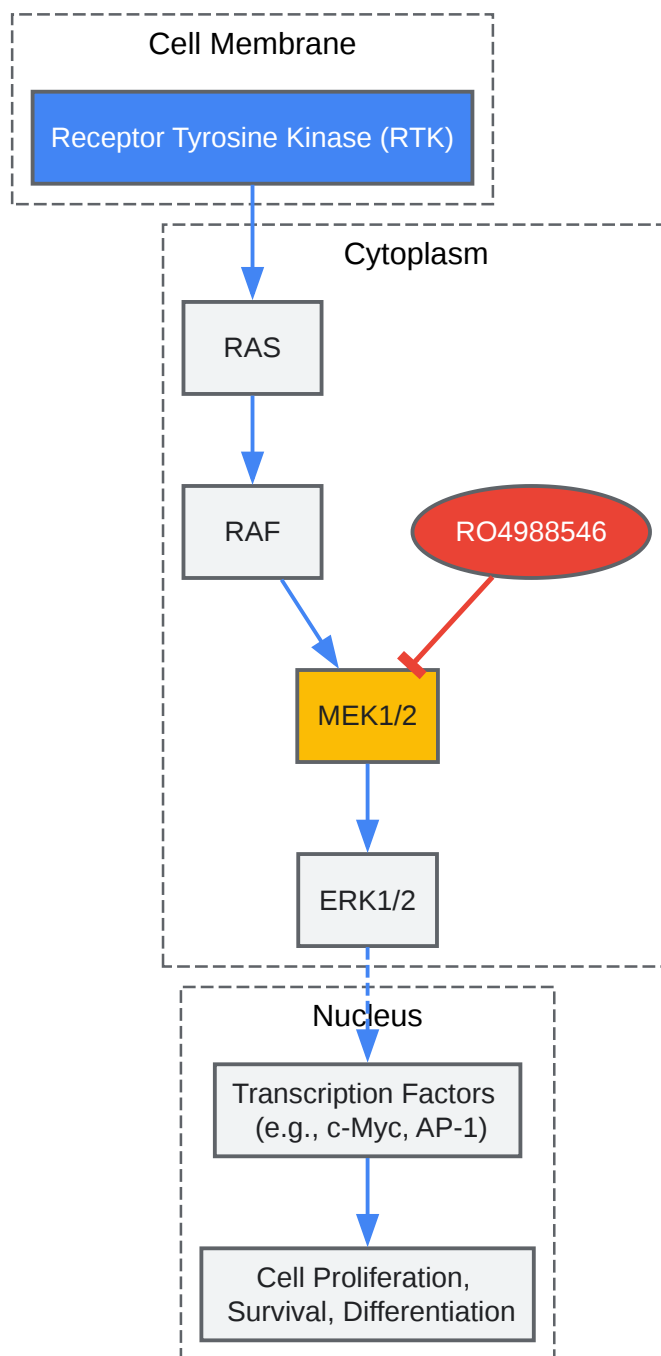 Cell Membrane
Receptor Tyrosine Kinase (RTK)
Cytoplasm
RAS
RAF
RO4988546
MEK1/2
ERK1/2
Nucleus
Transcription Factors
(e.g., c-Myc, AP-1)
Cell Proliferation,
Survival, Differentiation